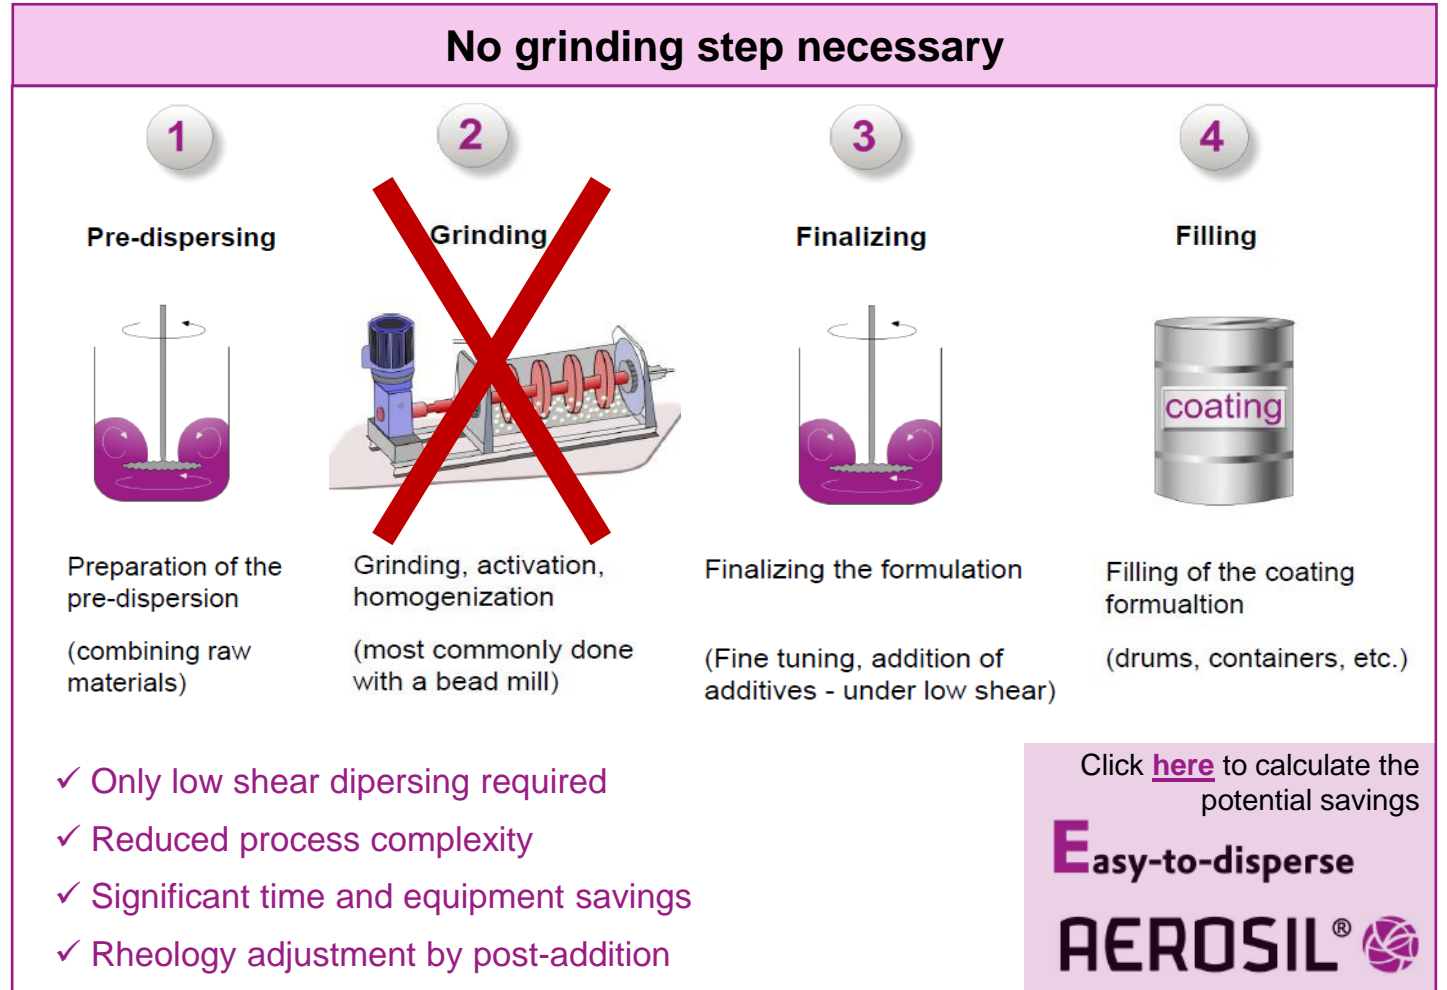 No grinding step necessary
1
2
3
4
Pre-dispersing
Grinding
Finalizing
Filling
coating
Preparation of the
pre-dispersion
(combining raw
materials)
Grinding, activation,
homogenization
(most commonly done
with a bead mill)
Finalizing the formulation
(Fine tuning, addition of
additives - under low shear)
Filling of the coating
formualtion
(drums, containers, etc.)
✓ Only low shear dipersing required
✓ Reduced process complexity
✓ Significant time and equipment savings
✓ Rheology adjustment by post-addition
Click here to calculate the
potential savings
Easy-to-disperse
AEROSIL®